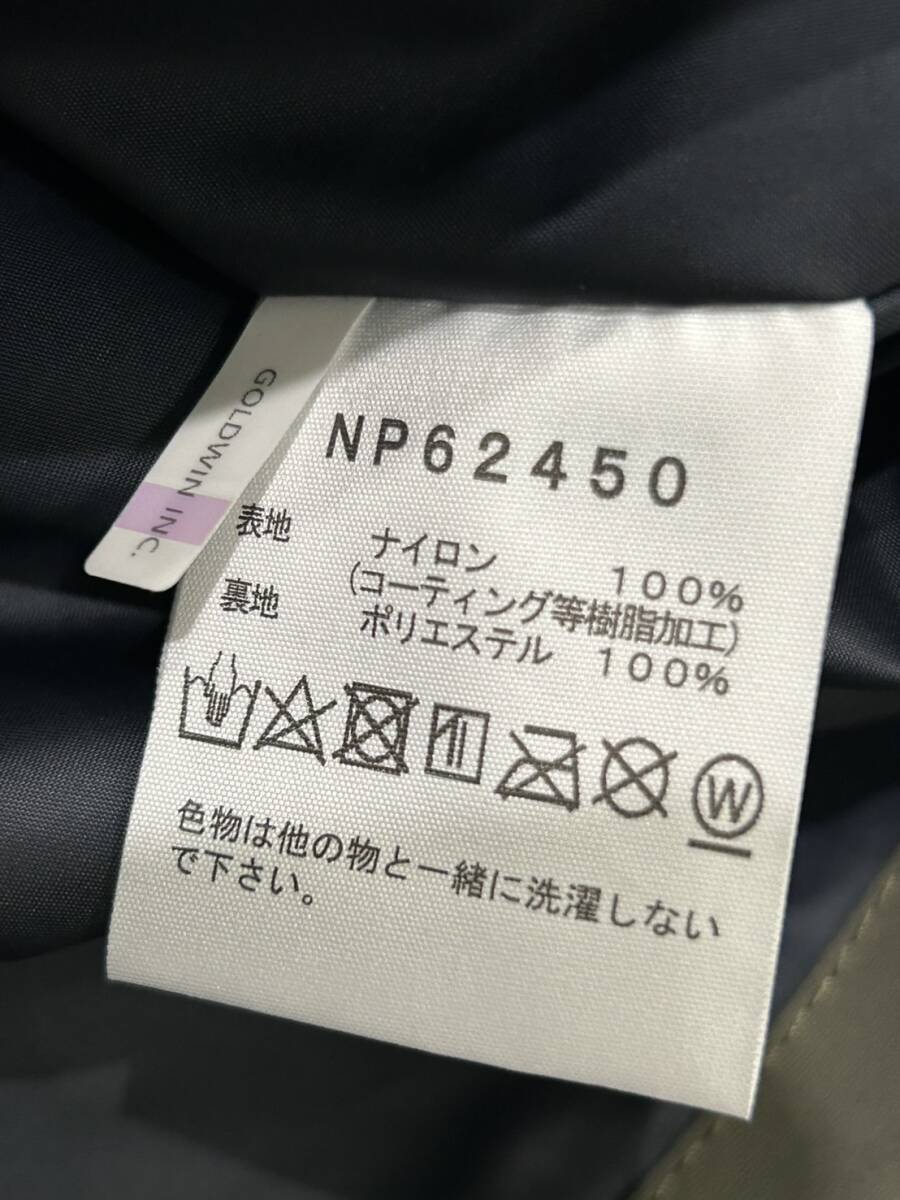 GOLDWIN INC.
NP62450
表地 ナイロン 100%
(コーティング等樹脂加工)
裏地 ポリエステル 100%
W
色物は他の物と一緒に洗濯しない
で下さい。